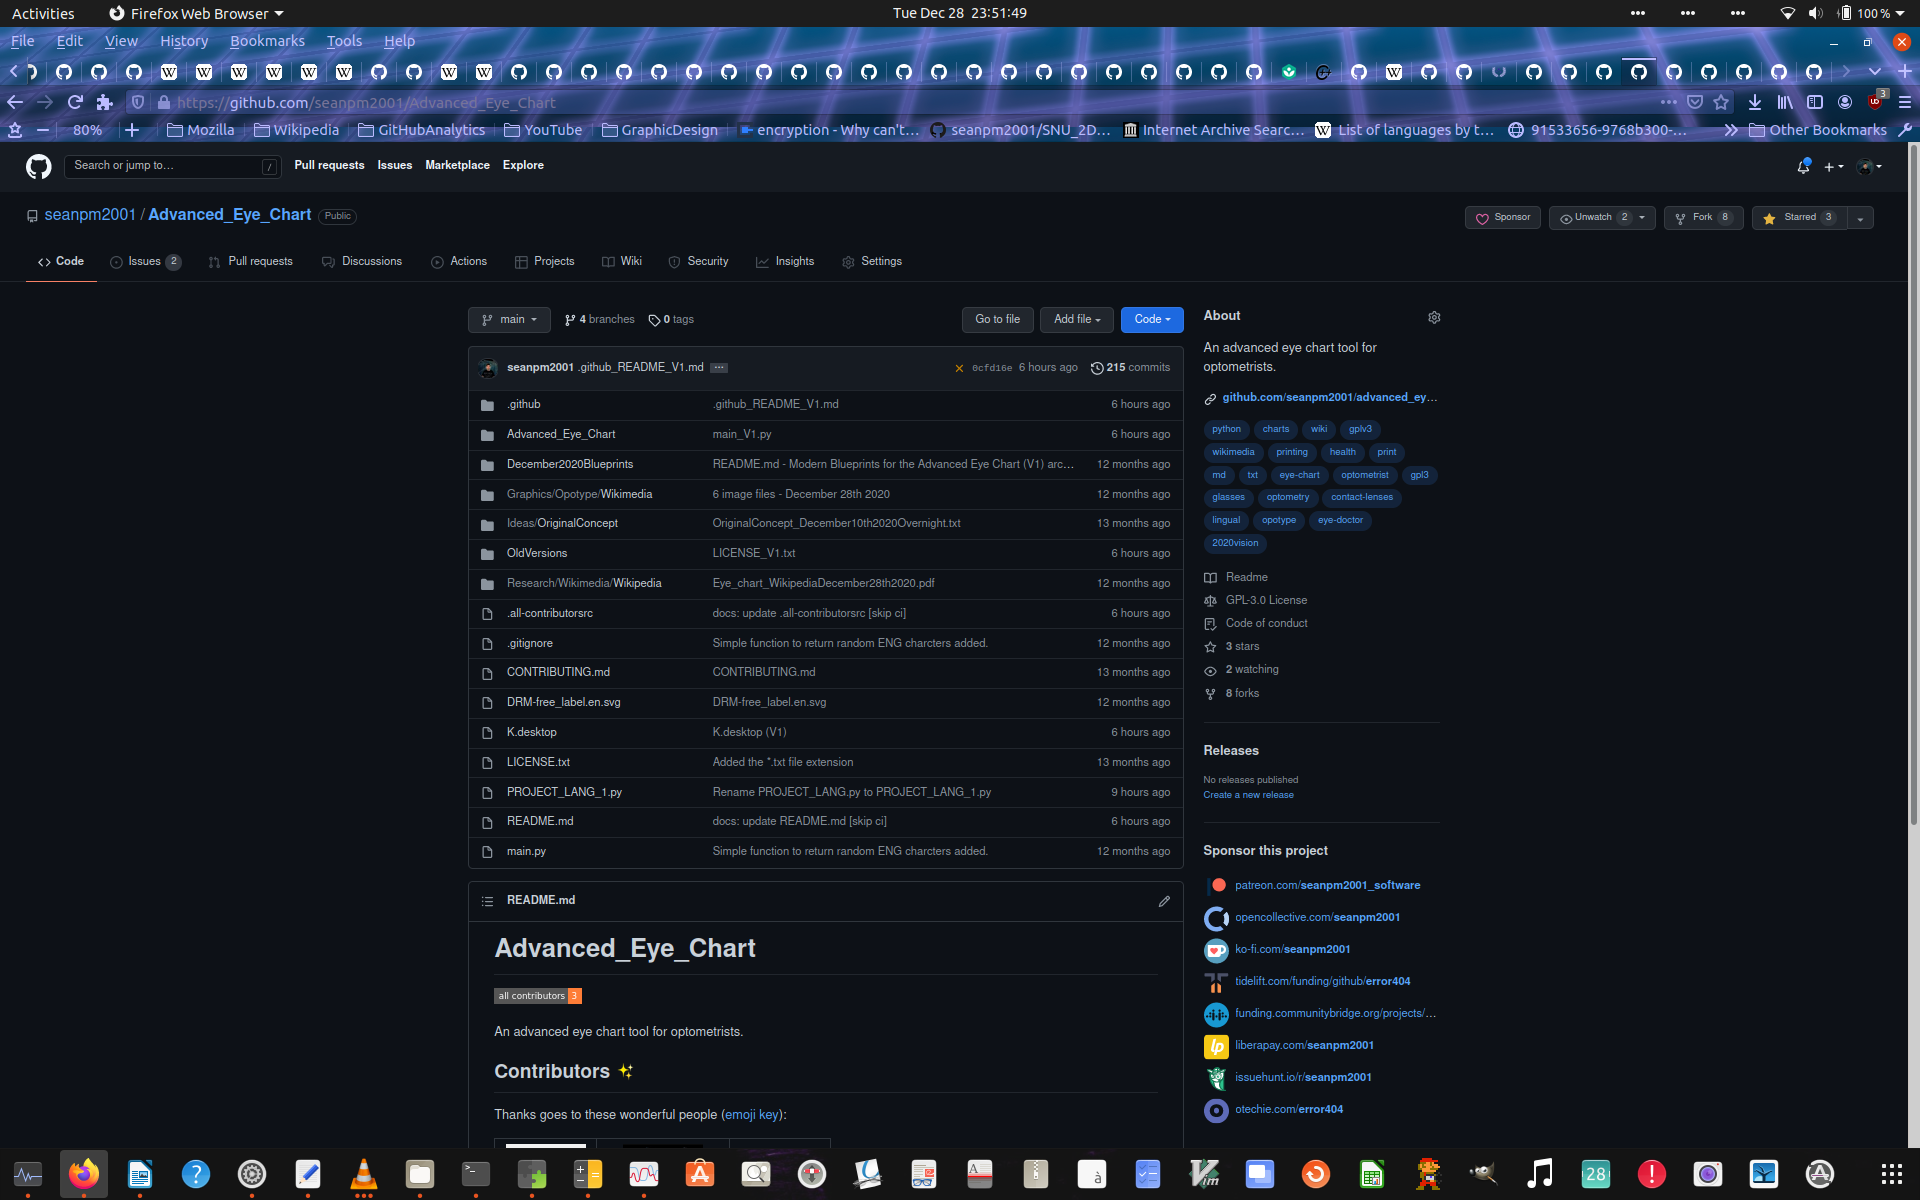 Activities
Firefox Web Browser
Tue Dec 28 23:51:49
100 %
File Edit View History Bookmarks Tools Help
https://github.com/seanpm2001/Advanced_Eye_Chart
3
80%
Mozilla
Wikipedia
GitHubAnalytics
YouTube
GraphicDesign
encryption - Why can't...
seanpm2001/SNU_2D...
Internet Archive Searc...
List of languages by t...
91533656-9768b300-...
Other Bookmarks
Search or jump to...
/
Pull requests Issues Marketplace Explore
seanpm2001 / Advanced_Eye_Chart Public
Sponsor
Unwatch 2
Fork 8
Starred 3
Code
Issues 2
Pull requests
Discussions
Actions
Projects
Wiki
Security
Insights
Settings
main
4 branches
0 tags
Go to file
Add file
Code
seanpm2001 .github_README_V1.md ...
0cfd16e 6 hours ago 215 commits
.github .github_README_V1.md 6 hours ago
Advanced_Eye_Chart main_V1.py 6 hours ago
December2020Blueprints README.md - Modern Blueprints for the Advanced Eye Chart (V1) arc... 12 months ago
Graphics/Opotype/Wikimedia 6 image files - December 28th 2020 12 months ago
Ideas/OriginalConcept OriginalConcept_December10th2020Overnight.txt 13 months ago
OldVersions LICENSE_V1.txt 6 hours ago
Research/Wikimedia/Wikipedia Eye_chart_WikipediaDecember28th2020.pdf 12 months ago
.all-contributorsrc docs: update .all-contributorsrc [skip ci] 6 hours ago
.gitignore Simple function to return random ENG charcters added. 12 months ago
CONTRIBUTING.md CONTRIBUTING.md 13 months ago
DRM-free_label.en.svg DRM-free_label.en.svg 12 months ago
K.desktop K.desktop (V1) 6 hours ago
LICENSE.txt Added the *.txt file extension 13 months ago
PROJECT_LANG_1.py Rename PROJECT_LANG.py to PROJECT_LANG_1.py 9 hours ago
README.md docs: update README.md [skip ci] 6 hours ago
main.py Simple function to return random ENG charcters added. 12 months ago
README.md
Advanced_Eye_Chart
all contributors 3
An advanced eye chart tool for optometrists.
Contributors ✨
Thanks goes to these wonderful people (emoji key):
About
An advanced eye chart tool for
optometrists.
github.com/seanpm2001/advanced_ey...
python charts wiki gplv3
wikimedia printing health print
md txt eye-chart optometrist gpl3
glasses optometry contact-lenses
lingual opotype eye-doctor
2020vision
Readme
GPL-3.0 License
Code of conduct
3 stars
2 watching
8 forks
Releases
No releases published
Create a new release
Sponsor this project
patreon.com/seanpm2001_software
opencollective.com/seanpm2001
ko-fi.com/seanpm2001
tidelift.com/funding/github/error404
funding.communitybridge.org/projects/...
liberapay.com/seanpm2001
issuehunt.io/r/seanpm2001
otechie.com/error404
28